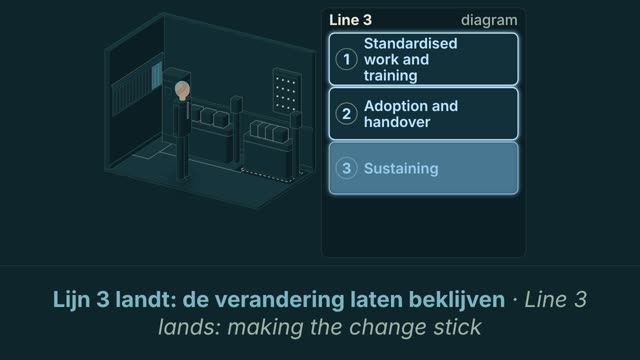 Line 3
diagram
1
Standardised
work and
training
2
Adoption and
handover
3
Sustaining
Lijn 3 landt: de verandering laten beklijven · Line 3
lands: making the change stick